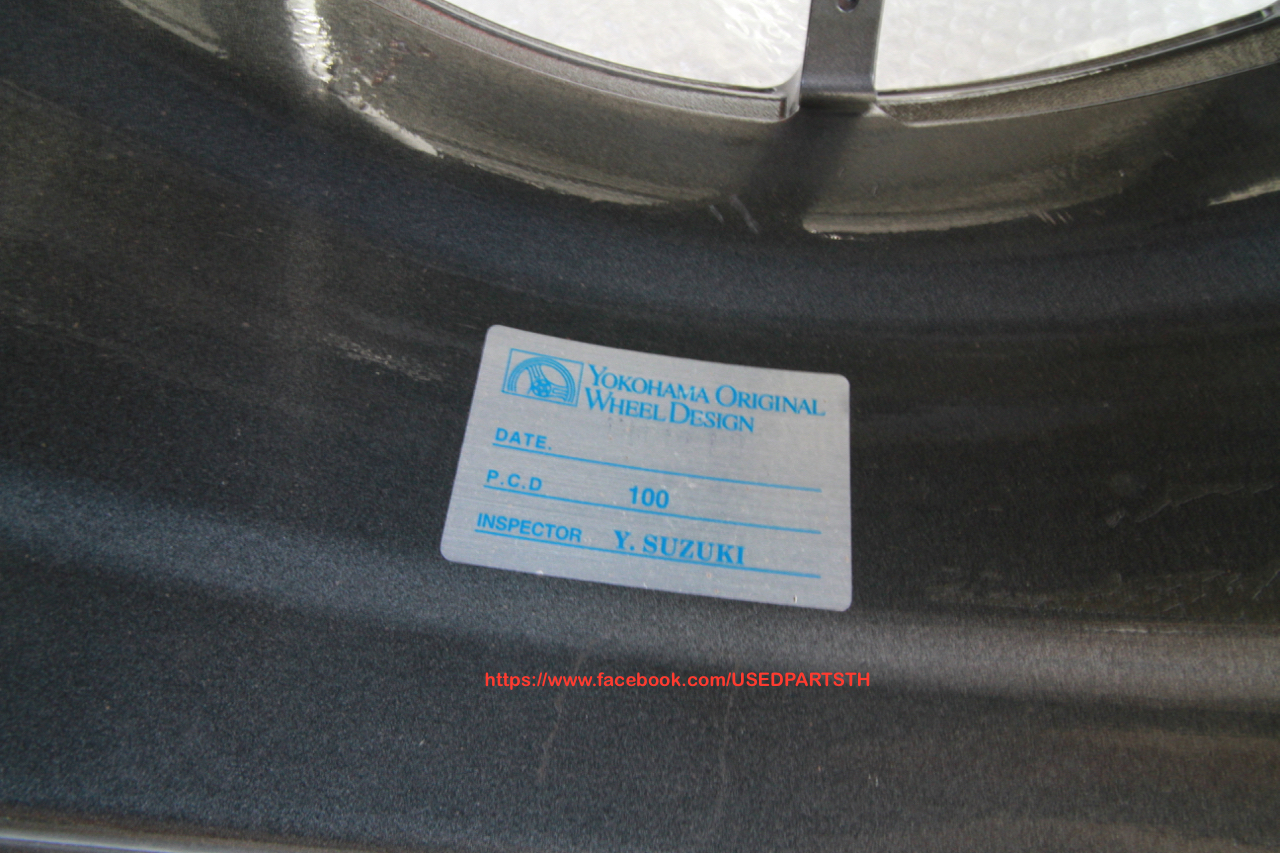 YOKOHAMA ORIGINAL
WHEEL DESIGN
DATE.
P.C.D 100
INSPECTOR Y. SUZUKI
https://www.facebook.com/USEDPARTSTH